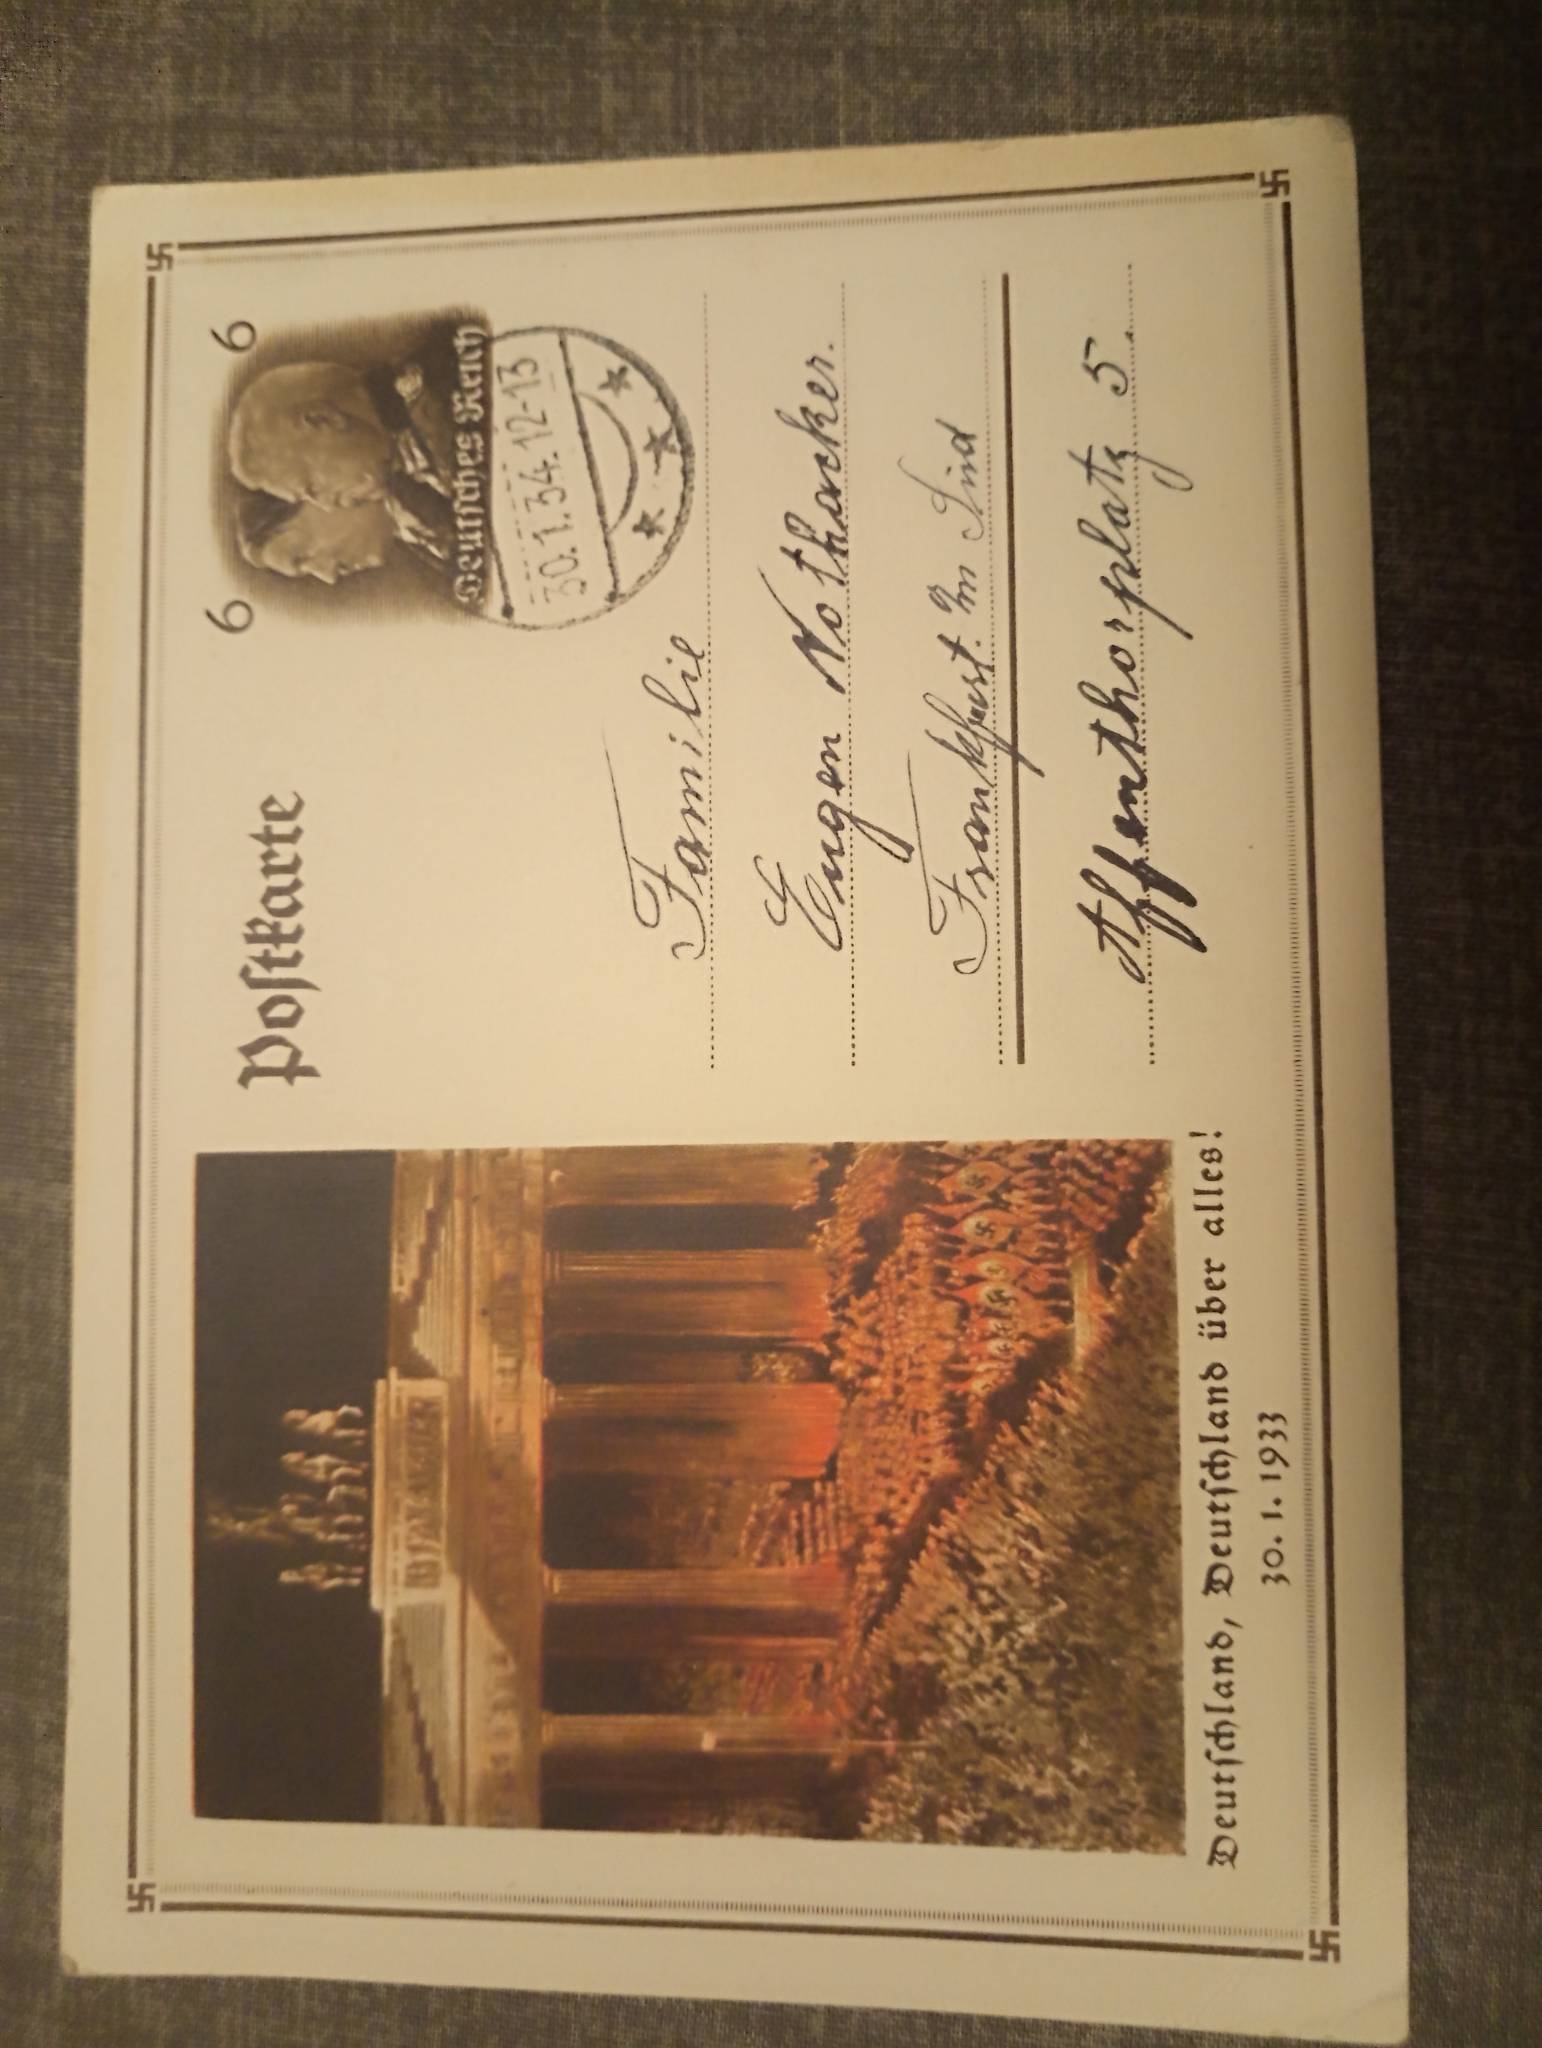 Postkarte
6 6
Deutsches Reich
30.1.34.12-13
Familie
Eugen Nothacker.
Frankfurt. M Süd
Affenthorplatz 5.
Deutschland, Deutschland über alles!
30. 1. 1933